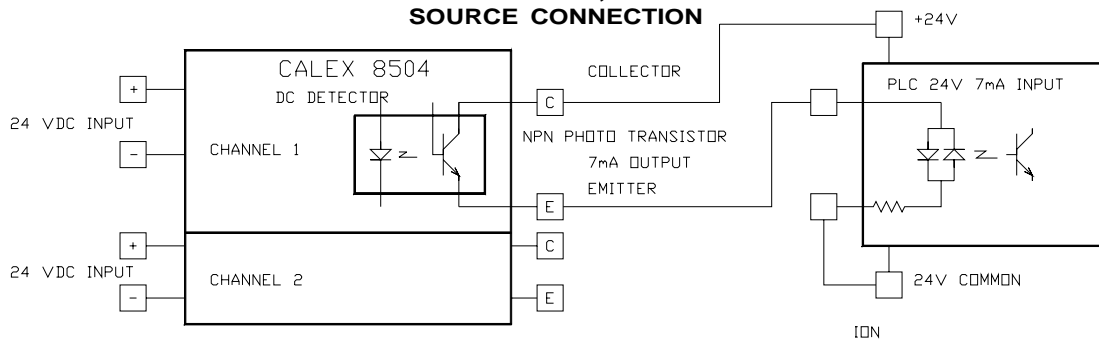 SOURCE CONNECTION
+24V
CALEX 8504
DC DETECTOR
COLLECTOR
PLC 24V 7mA INPUT
+
C
24 VDC INPUT
NPN PHOTO TRANSISTOR
-
CHANNEL 1
7mA OUTPUT
EMITTER
E
+
C
24 VDC INPUT
CHANNEL 2
24V COMMON
-
E
ION